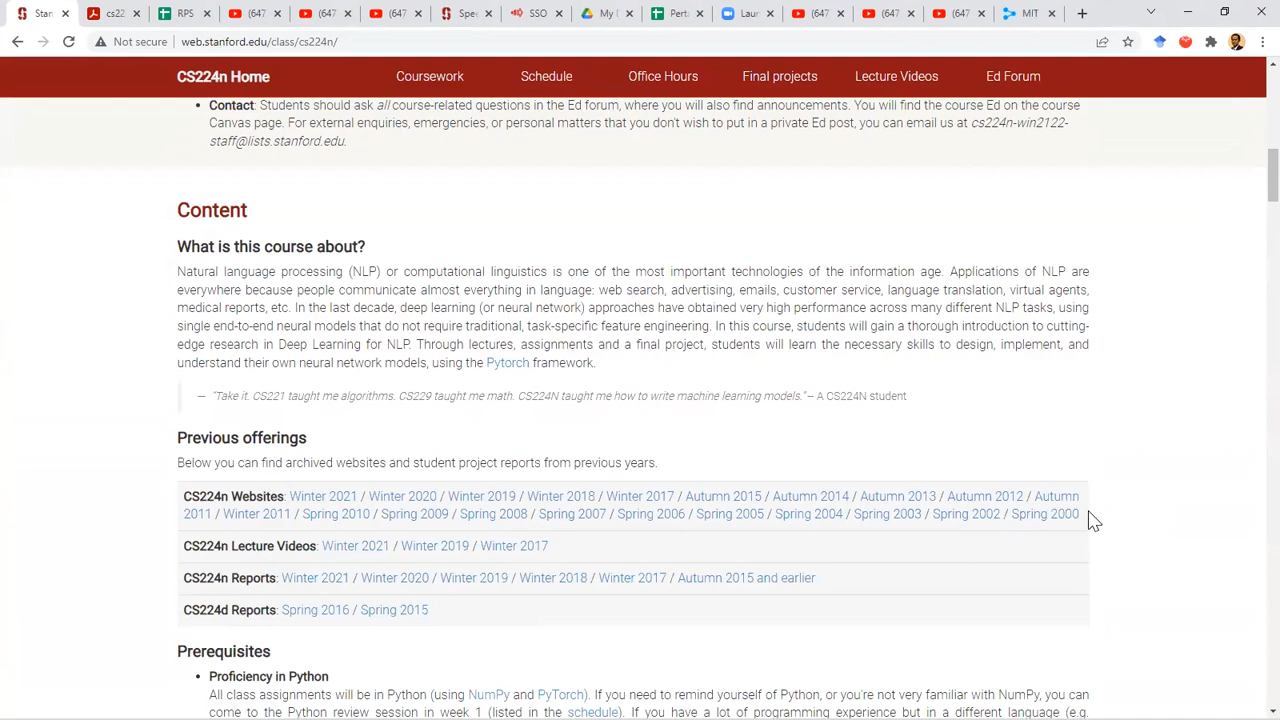 Stan
cs22
RPS
(647
(647
(647
Spee
SSO
My D
Perta
Laun
(647
(647
(647
MIT
Not secure
web.stanford.edu/class/cs224n/
CS224n Home Coursework Schedule Office Hours Final projects Lecture Videos Ed Forum
• Contact: Students should ask all course-related questions in the Ed forum, where you will also find announcements. You will find the course Ed on the course
Canvas page. For external enquiries, emergencies, or personal matters that you don't wish to put in a private Ed post, you can email us at cs224n-win2122-
staff@lists.stanford.edu.
Content
What is this course about?
Natural language processing (NLP) or computational linguistics is one of the most important technologies of the information age. Applications of NLP are
everywhere because people communicate almost everything in language: web search, advertising, emails, customer service, language translation, virtual agents,
medical reports, etc. In the last decade, deep learning (or neural network) approaches have obtained very high performance across many different NLP tasks, using
single end-to-end neural models that do not require traditional, task-specific feature engineering. In this course, students will gain a thorough introduction to cutting-
edge research in Deep Learning for NLP. Through lectures, assignments and a final project, students will learn the necessary skills to design, implement, and
understand their own neural network models, using the Pytorch framework.
— "Take it. CS221 taught me algorithms. CS229 taught me math. CS224N taught me how to write machine learning models." – A CS224N student
Previous offerings
Below you can find archived websites and student project reports from previous years.
CS224n Websites: Winter 2021 / Winter 2020 / Winter 2019 / Winter 2018 / Winter 2017 / Autumn 2015 / Autumn 2014 / Autumn 2013 / Autumn 2012 / Autumn
2011 / Winter 2011 / Spring 2010 / Spring 2009 / Spring 2008 / Spring 2007 / Spring 2006 / Spring 2005 / Spring 2004 / Spring 2003 / Spring 2002 / Spring 2000
CS224n Lecture Videos: Winter 2021 / Winter 2019 / Winter 2017
CS224n Reports: Winter 2021 / Winter 2020 / Winter 2019 / Winter 2018 / Winter 2017 / Autumn 2015 and earlier
CS224d Reports: Spring 2016 / Spring 2015
Prerequisites
• Proficiency in Python
All class assignments will be in Python (using NumPy and PyTorch). If you need to remind yourself of Python, or you're not very familiar with NumPy, you can
come to the Python review session in week 1 (listed in the schedule). If you have a lot of programming experience but in a different language (e.g.